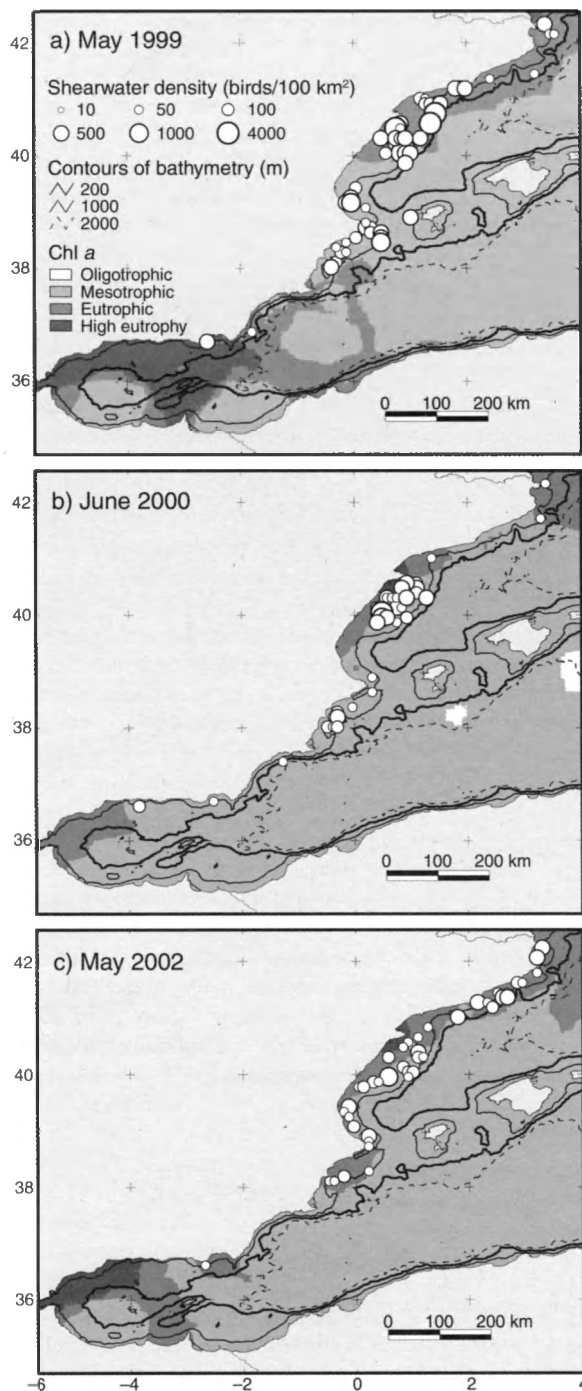 a) May 1999
Shearwater density (birds/100 km²)
10 50 100
500 1000 4000
Contours of bathymetry (m)
200
1000
2000
Chl a
Oligotrophic
Mesotrophic
Eutrophic
High eutrophy
42
40
38
36
0 100 200 km
b) June 2000
42
40
38
36
0 100 200 km
c) May 2002
42
40
38
36
0 100 200 km
–6 –4 –2 0 2 4